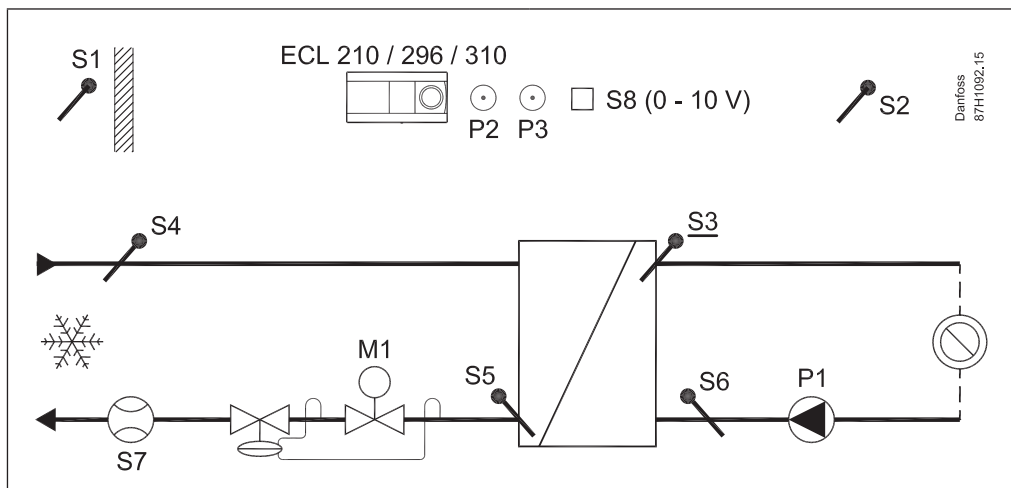 S1
ECL 210 / 296 / 310
P2
P3
S8 (0 - 10 V)
S2
Danfoss
87H1092.15
S4
S3
M1
S5
S6
P1
S7